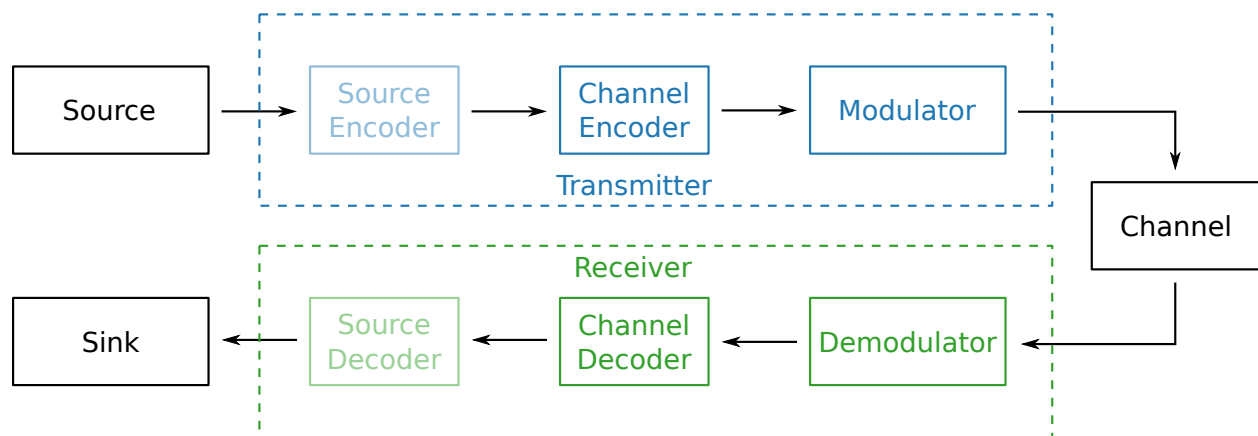 Source
Source
Encoder
Channel
Encoder
Modulator
Transmitter
Channel
Receiver
Sink
Source
Decoder
Channel
Decoder
Demodulator